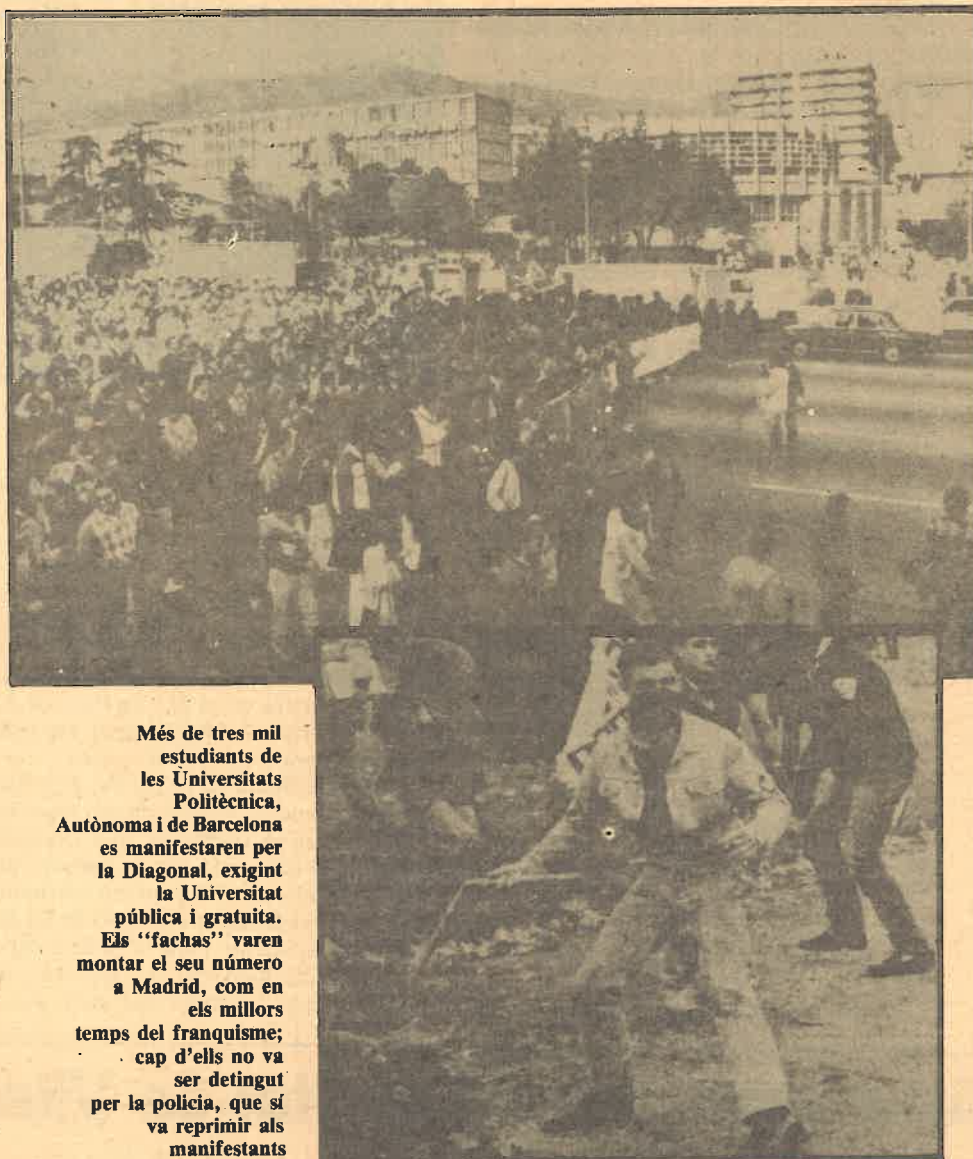 Més de tres mil
estudiants de
les Universitats
Politècnica,
Autònoma i de Barcelona
es manifestaren per
la Diagonal, exigint
la Universitat
pública i gratuita.
Els “fachas” varen
montar el seu número
a Madrid, com en
els millors
temps del franquisme;
cap d’ells no va
ser detingut
per la policia, que sí
va reprimir als
manifestants